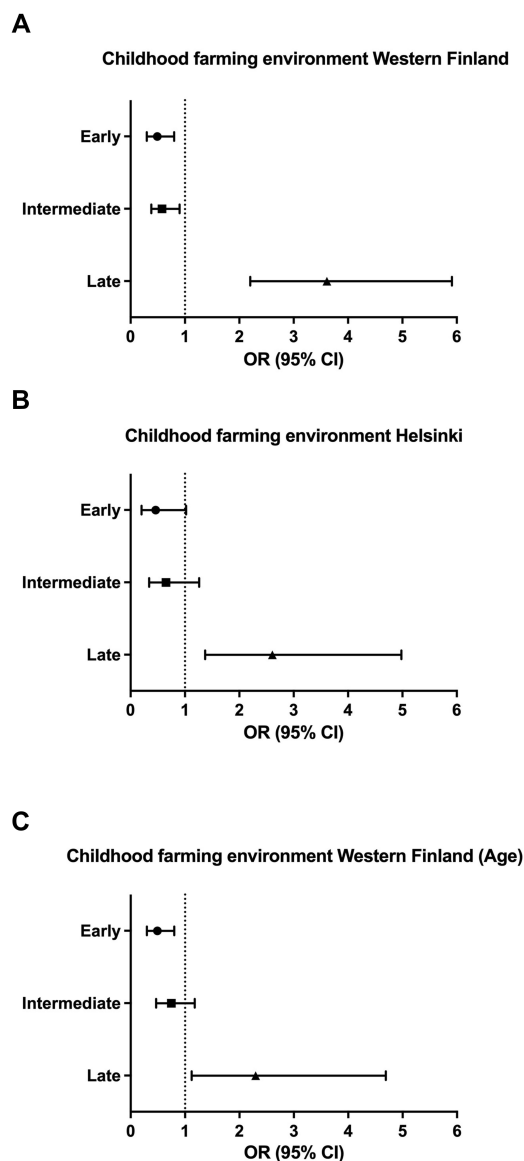 A
Childhood farming environment Western Finland
Early
Intermediate
Late
0 1 2 3 4 5 6
OR (95% CI)
B
Childhood farming environment Helsinki
Early
Intermediate
Late
0 1 2 3 4 5 6
OR (95% CI)
C
Childhood farming environment Western Finland (Age)
Early
Intermediate
Late
0 1 2 3 4 5 6
OR (95% CI)